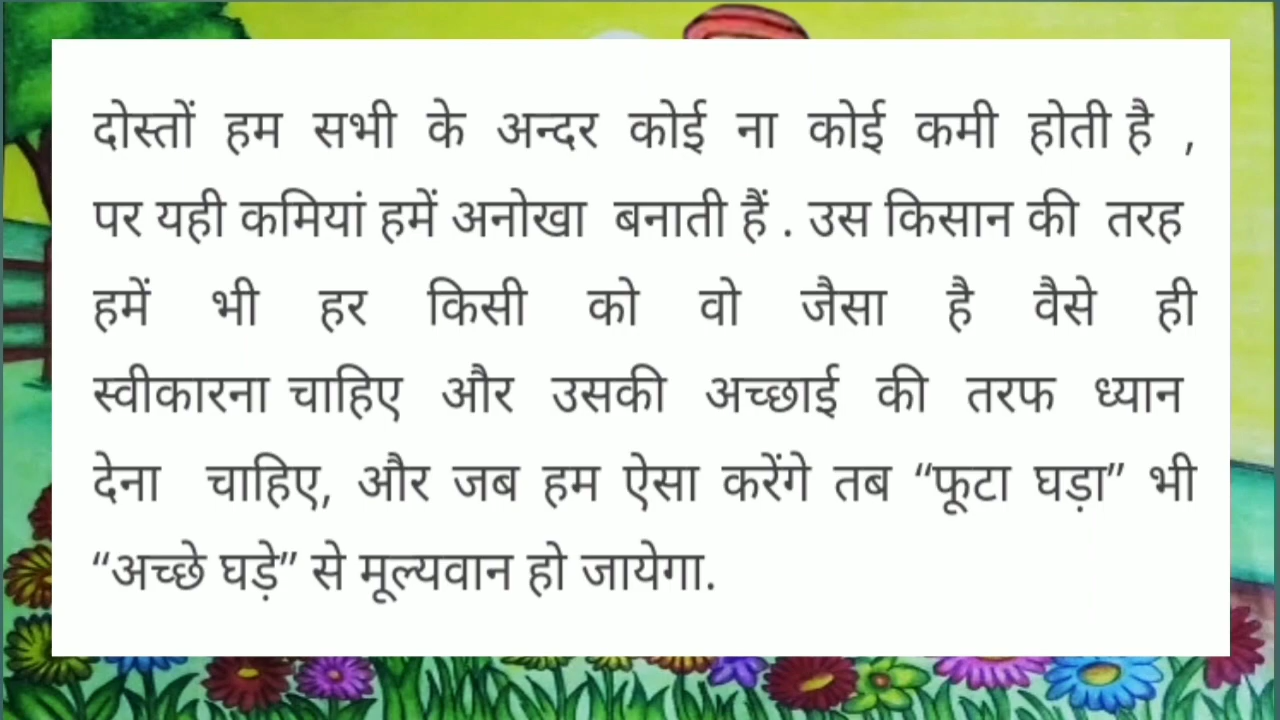 दोस्तों हम सभी के अन्दर कोई ना कोई कमी होती है ,
पर यही कमियां हमें अनोखा बनाती हैं . उस किसान की तरह
हमें भी हर किसी को वो जैसा है वैसे ही
स्वीकारना चाहिए और उसकी अच्छाई की तरफ ध्यान
देना चाहिए, और जब हम ऐसा करेंगे तब “फूटा घड़ा” भी
“अच्छे घड़े” से मूल्यवान हो जायेगा.